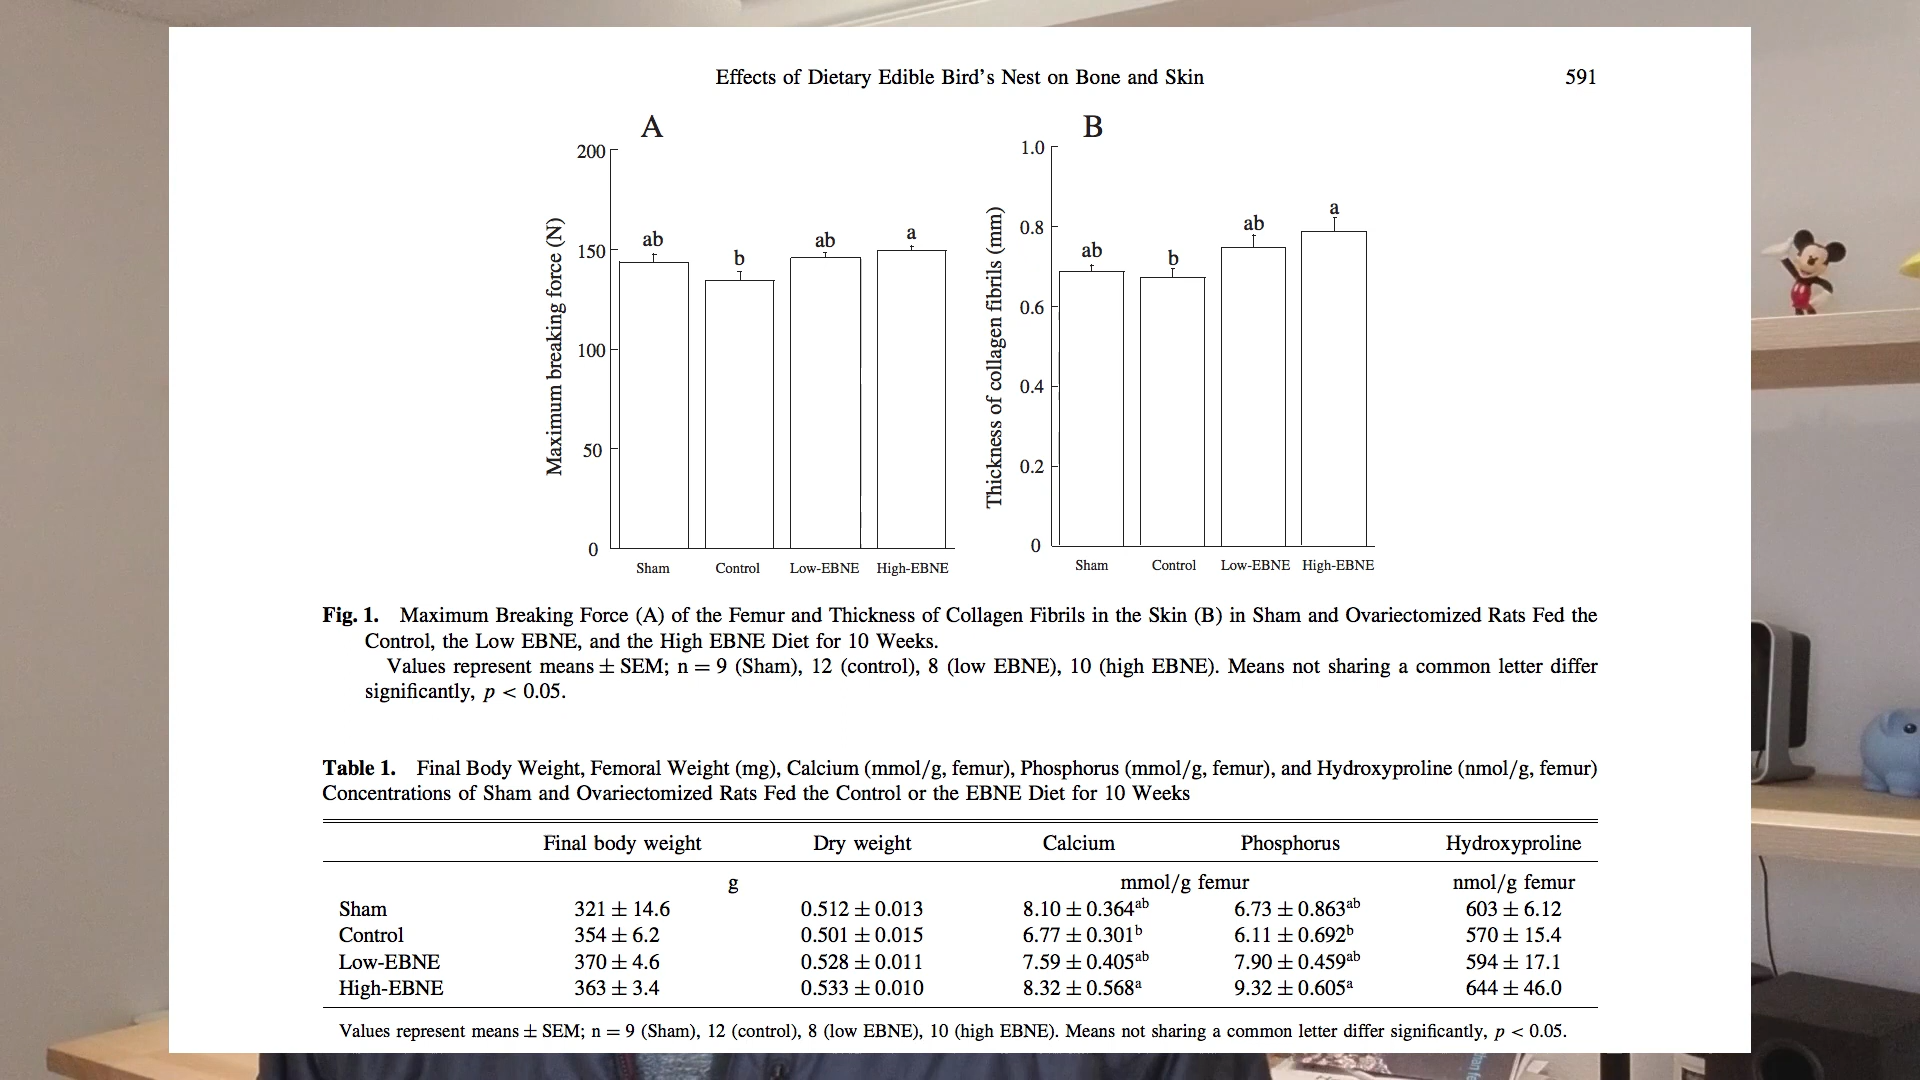 Effects of Dietary Edible Bird's Nest on Bone and Skin 591
A
200
150
100
50
0
Maximum breaking force (N)
ab
b
ab
a
Sham Control Low-EBNE High-EBNE
B
1.0
0.8
0.6
0.4
0.2
0
Thickness of collagen fibrils (mm)
ab
b
ab
a
Sham Control Low-EBNE High-EBNE
Fig. 1. Maximum Breaking Force (A) of the Femur and Thickness of Collagen Fibrils in the Skin (B) in Sham and Ovariectomized Rats Fed the
Control, the Low EBNE, and the High EBNE Diet for 10 Weeks.
Values represent means ± SEM; n = 9 (Sham), 12 (control), 8 (low EBNE), 10 (high EBNE). Means not sharing a common letter differ
significantly, p < 0.05.
Table 1. Final Body Weight, Femoral Weight (mg), Calcium (mmol/g, femur), Phosphorus (mmol/g, femur), and Hydroxyproline (nmol/g, femur)
Concentrations of Sham and Ovariectomized Rats Fed the Control or the EBNE Diet for 10 Weeks
Final body weight Dry weight Calcium Phosphorus Hydroxyproline
g mmol/g femur nmol/g femur
Sham 321 ± 14.6 0.512 ± 0.013 8.10 ± 0.364ab 6.73 ± 0.863ab 603 ± 6.12
Control 354 ± 6.2 0.501 ± 0.015 6.77 ± 0.301b 6.11 ± 0.692b 570 ± 15.4
Low-EBNE 370 ± 4.6 0.528 ± 0.011 7.59 ± 0.405ab 7.90 ± 0.459ab 594 ± 17.1
High-EBNE 363 ± 3.4 0.533 ± 0.010 8.32 ± 0.568a 9.32 ± 0.605a 644 ± 46.0
Values represent means ± SEM; n = 9 (Sham), 12 (control), 8 (low EBNE), 10 (high EBNE). Means not sharing a common letter differ significantly, p < 0.05.